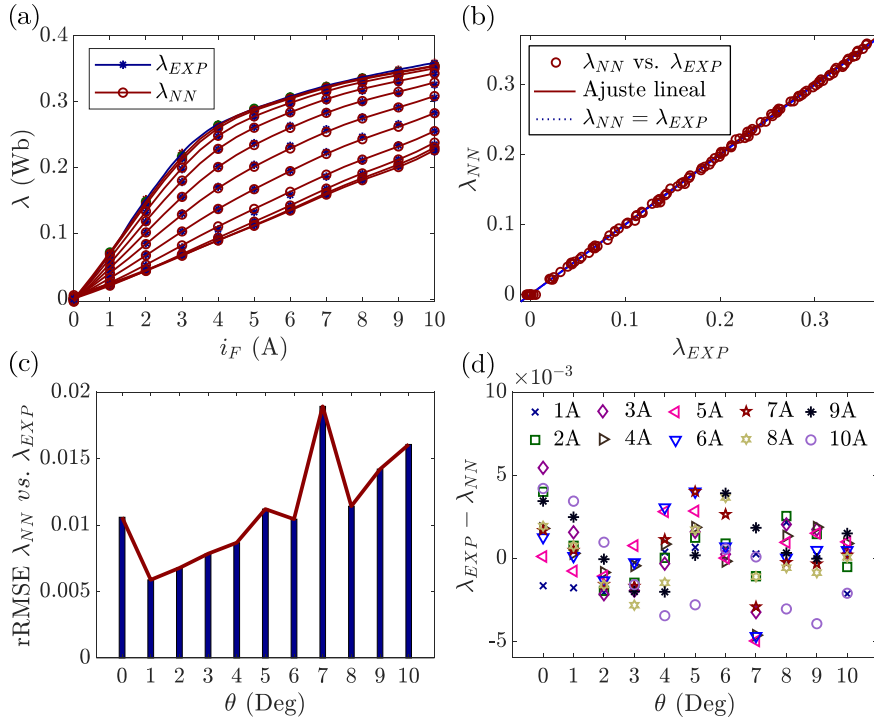 (a)
0.4
0.3
0.2
0.1
0
λ (Wb)
λ_EXP
λ_NN
0 1 2 3 4 5 6 7 8 9 10
i_F (A)
(b)
0.3
0.2
0.1
0
λ_NN
λ_NN vs. λ_EXP
Ajuste lineal
λ_NN = λ_EXP
0 0.1 0.2 0.3
λ_EXP
(c)
0.02
0.015
0.01
0.005
0
rRMSE λ_NN vs. λ_EXP
0 1 2 3 4 5 6 7 8 9 10
θ (Deg)
(d)
×10⁻³
10
5
0
-5
λ_EXP − λ_NN
1A 3A 5A 7A 9A
2A 4A 6A 8A 10A
0 1 2 3 4 5 6 7 8 9 10
θ (Deg)